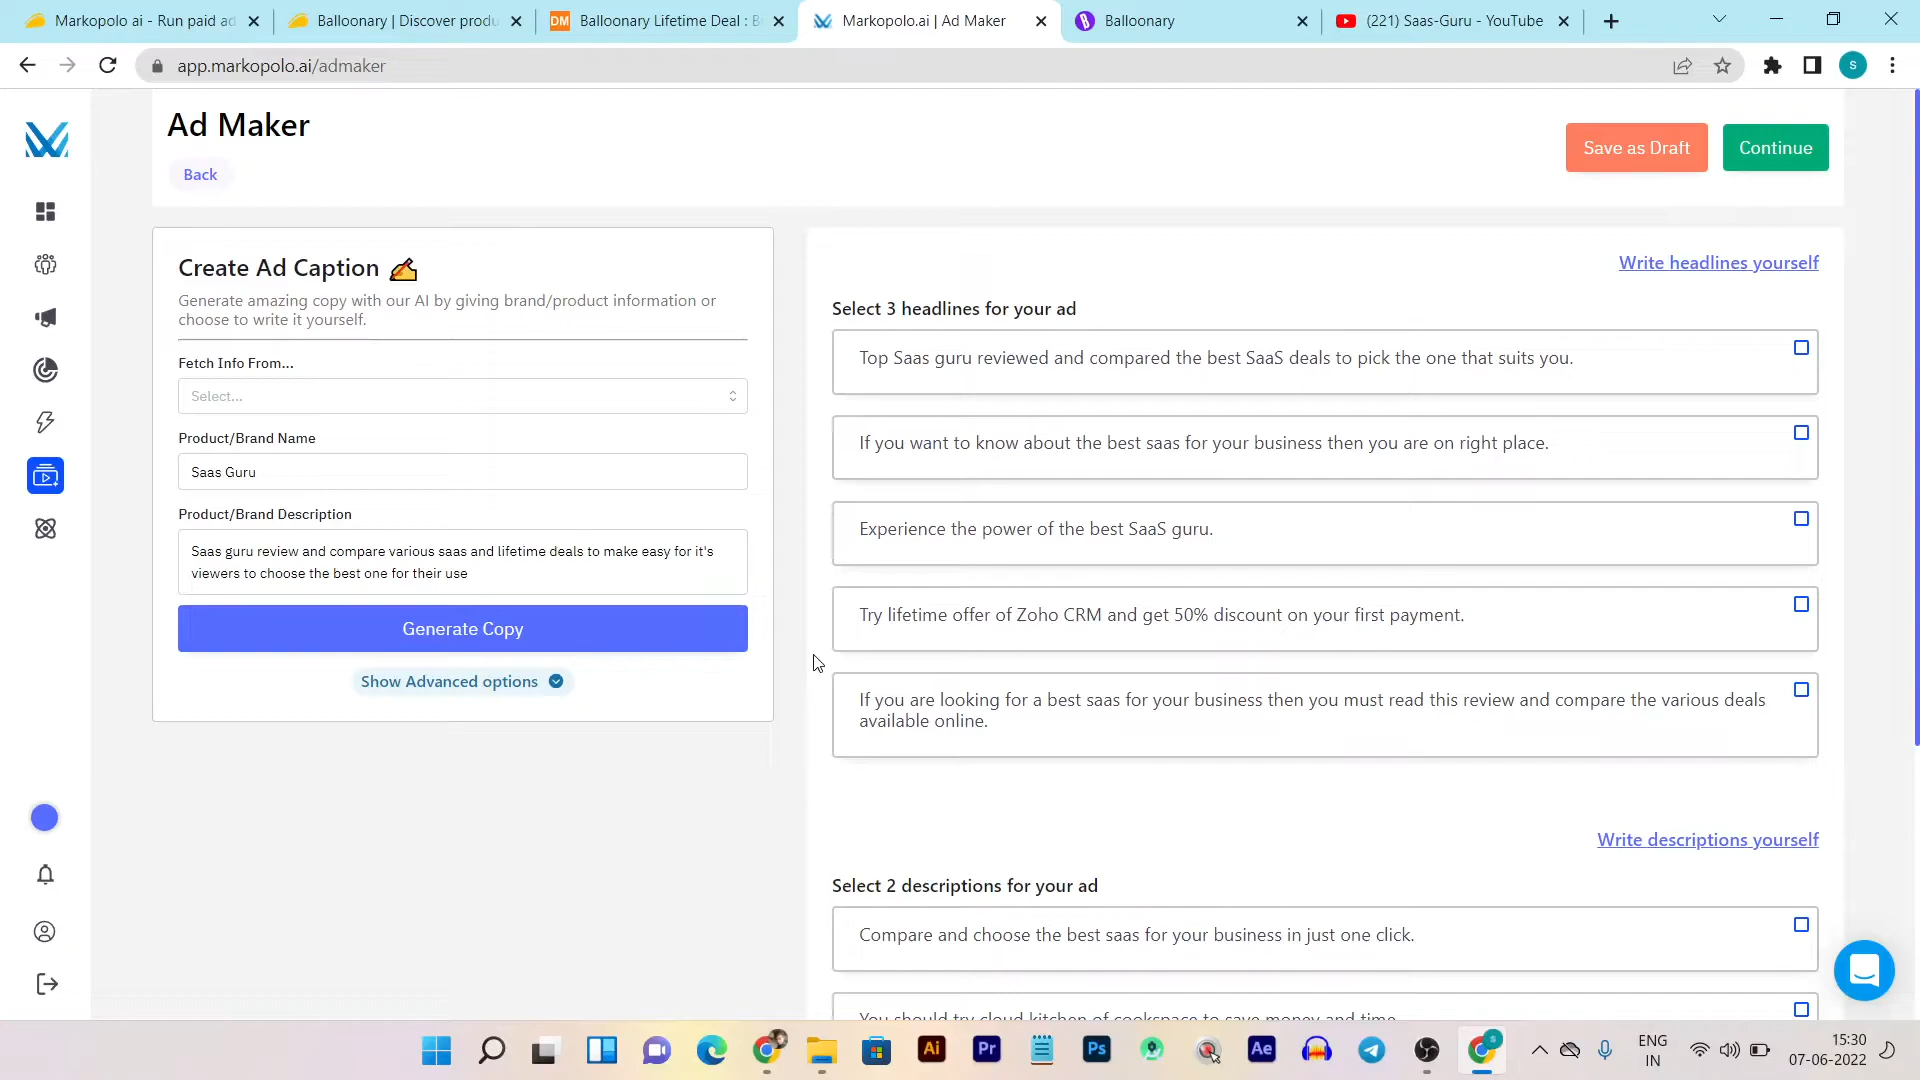 Markopolo ai - Run paid ad
Balloonary | Discover produ
DM
Balloonary Lifetime Deal : B
Markopolo.ai | Ad Maker
Balloonary
(221) Saas-Guru - YouTube
app.markopolo.ai/admaker
S
Ad Maker
Back
Save as Draft
Continue
Create Ad Caption
Generate amazing copy with our AI by giving brand/product information or
choose to write it yourself.
Fetch Info From...
Select...
Product/Brand Name
Saas Guru
Product/Brand Description
Saas guru review and compare various saas and lifetime deals to make easy for it's
viewers to choose the best one for their use
Generate Copy
Show Advanced options
Write headlines yourself
Select 3 headlines for your ad
Top Saas guru reviewed and compared the best SaaS deals to pick the one that suits you.
If you want to know about the best saas for your business then you are on right place.
Experience the power of the best SaaS guru.
Try lifetime offer of Zoho CRM and get 50% discount on your first payment.
If you are looking for a best saas for your business then you must read this review and compare the various deals
available online.
Write descriptions yourself
Select 2 descriptions for your ad
Compare and choose the best saas for your business in just one click.
You should try cloud kitchen of cookspace to save money and time.
Ai
Pr
Ps
Ae
S
ENG
IN
15:30
07-06-2022